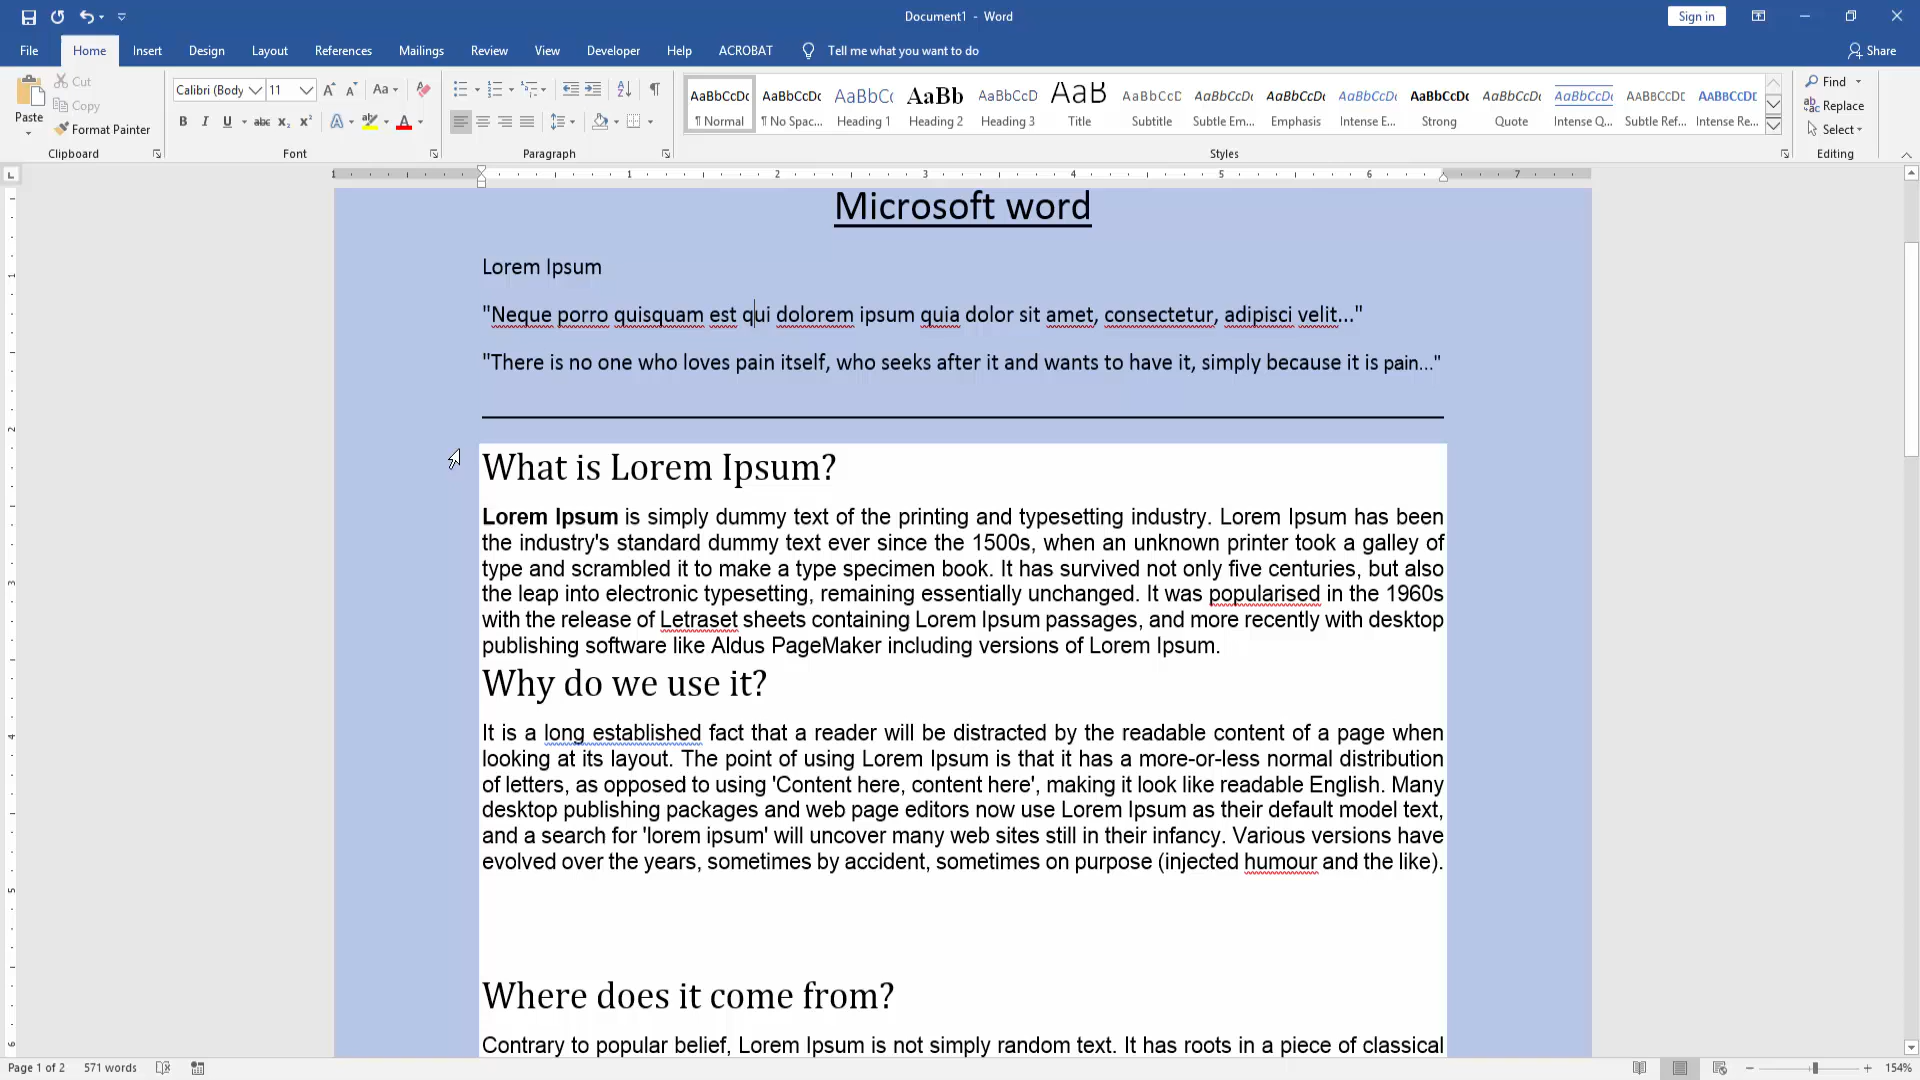 Document1 - Word
Sign in
File Home Insert Design Layout References Mailings Review View Developer Help ACROBAT Tell me what you want to do Share
Paste
Cut
Copy
Format Painter
Clipboard
Calibri (Body 11
Font
Paragraph
AaBbCcDc AaBbCcDc AaBbCc AaBb AaBbCcD AaB AaBbCcD AaBbCcDc AaBbCcDc AaBbCcDc AaBbCcDc AaBbCcDc AaBbCcDc AABBCCDE AABBCCDE
¶ Normal ¶ No Spac... Heading 1 Heading 2 Heading 3 Title Subtitle Subtle Em... Emphasis Intense E... Strong Quote Intense Q... Subtle Ref... Intense Re...
Styles
Find
Replace
Select
Editing
1 1 2 3 4 5 6 7
Microsoft word
Lorem Ipsum
"Neque porro quisquam est qui dolorem ipsum quia dolor sit amet, consectetur, adipisci velit..."
"There is no one who loves pain itself, who seeks after it and wants to have it, simply because it is pain..."
What is Lorem Ipsum?
Lorem Ipsum is simply dummy text of the printing and typesetting industry. Lorem Ipsum has been
the industry's standard dummy text ever since the 1500s, when an unknown printer took a galley of
type and scrambled it to make a type specimen book. It has survived not only five centuries, but also
the leap into electronic typesetting, remaining essentially unchanged. It was popularised in the 1960s
with the release of Letraset sheets containing Lorem Ipsum passages, and more recently with desktop
publishing software like Aldus PageMaker including versions of Lorem Ipsum.
Why do we use it?
It is a long established fact that a reader will be distracted by the readable content of a page when
looking at its layout. The point of using Lorem Ipsum is that it has a more-or-less normal distribution
of letters, as opposed to using 'Content here, content here', making it look like readable English. Many
desktop publishing packages and web page editors now use Lorem Ipsum as their default model text,
and a search for 'lorem ipsum' will uncover many web sites still in their infancy. Various versions have
evolved over the years, sometimes by accident, sometimes on purpose (injected humour and the like).
Where does it come from?
Contrary to popular belief, Lorem Ipsum is not simply random text. It has roots in a piece of classical
Page 1 of 2 571 words
154%